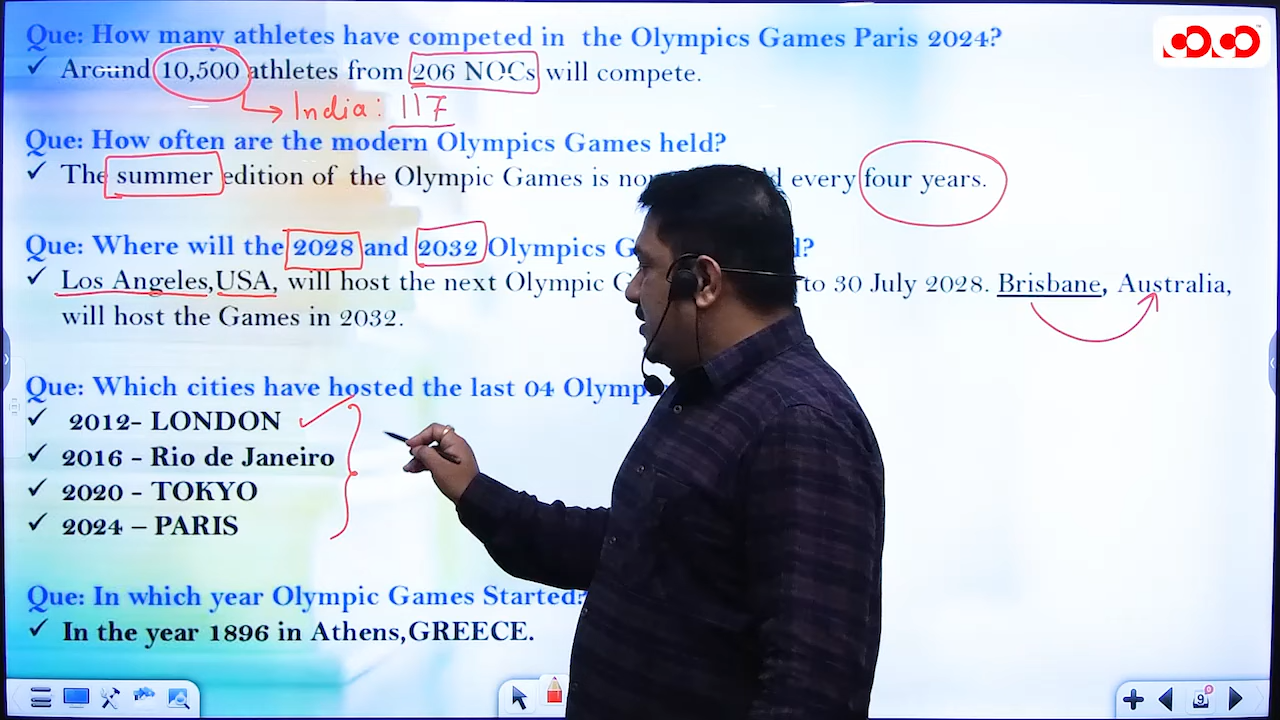 Que: How many athletes have competed in the Olympics Games Paris 2024?
✓ Around 10,500 athletes from 206 NOCs will compete.
India: 117
Que: How often are the modern Olympics Games held?
✓ The summer edition of the Olympic Games is every four years.
Que: Where will the 2028 and 2032 Olympics
✓ Los Angeles,USA, will host the next Olympic to 30 July 2028. Brisbane, Australia,
will host the Games in 2032.
Que: Which cities have hosted the last 04
✓ 2012- LONDON
✓ 2016 - Rio de Janeiro
✓ 2020 - TOKYO
✓ 2024 – PARIS
Que: In which year Olympic Games Started?
✓ In the year 1896 in Athens,GREECE.
9